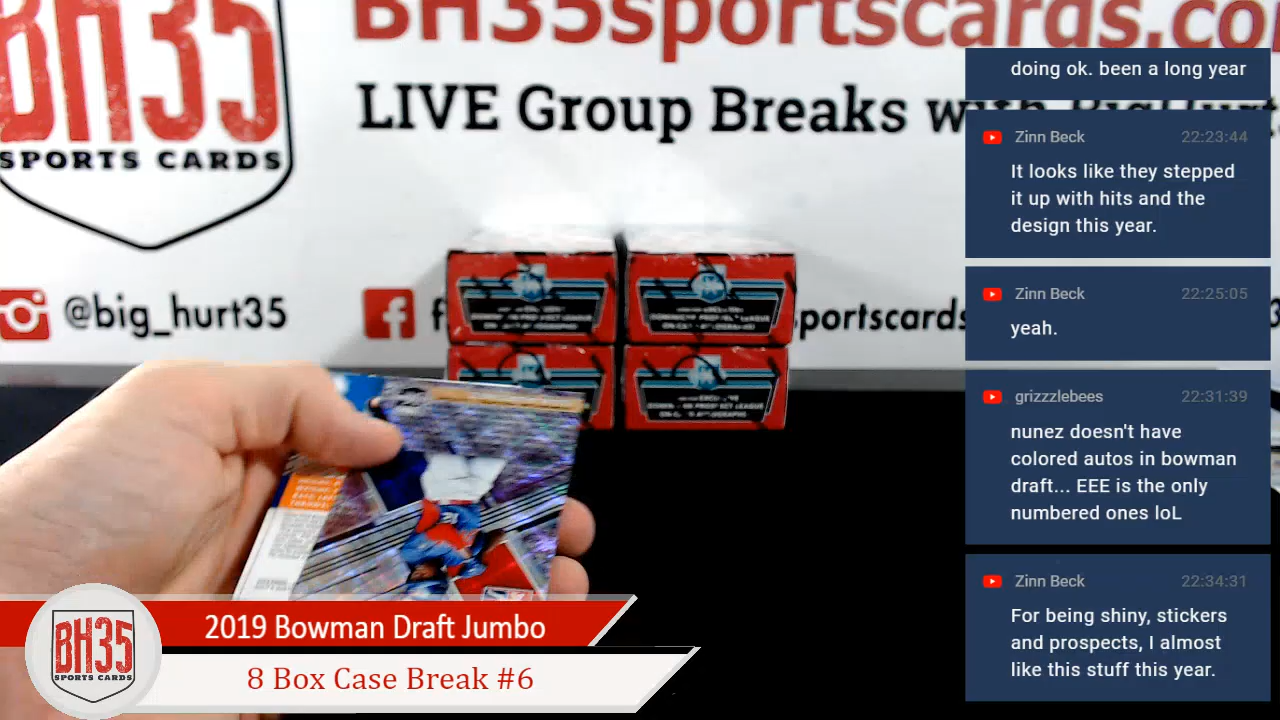 BH35
SPORTS CARDS
BH35sportscards.co
LIVE Group Breaks with BigHurt
@big_hurt35
f
sportscards
doing ok. been a long year
Zinn Beck 22:23:44
It looks like they stepped
it up with hits and the
design this year.
Zinn Beck 22:25:05
yeah.
grizzzlebees 22:31:39
nunez doesn't have
colored autos in bowman
draft... EEE is the only
numbered ones loL
Zinn Beck 22:34:31
For being shiny, stickers
and prospects, I almost
like this stuff this year.
BH35
SPORTS CARDS
2019 Bowman Draft Jumbo
8 Box Case Break #6